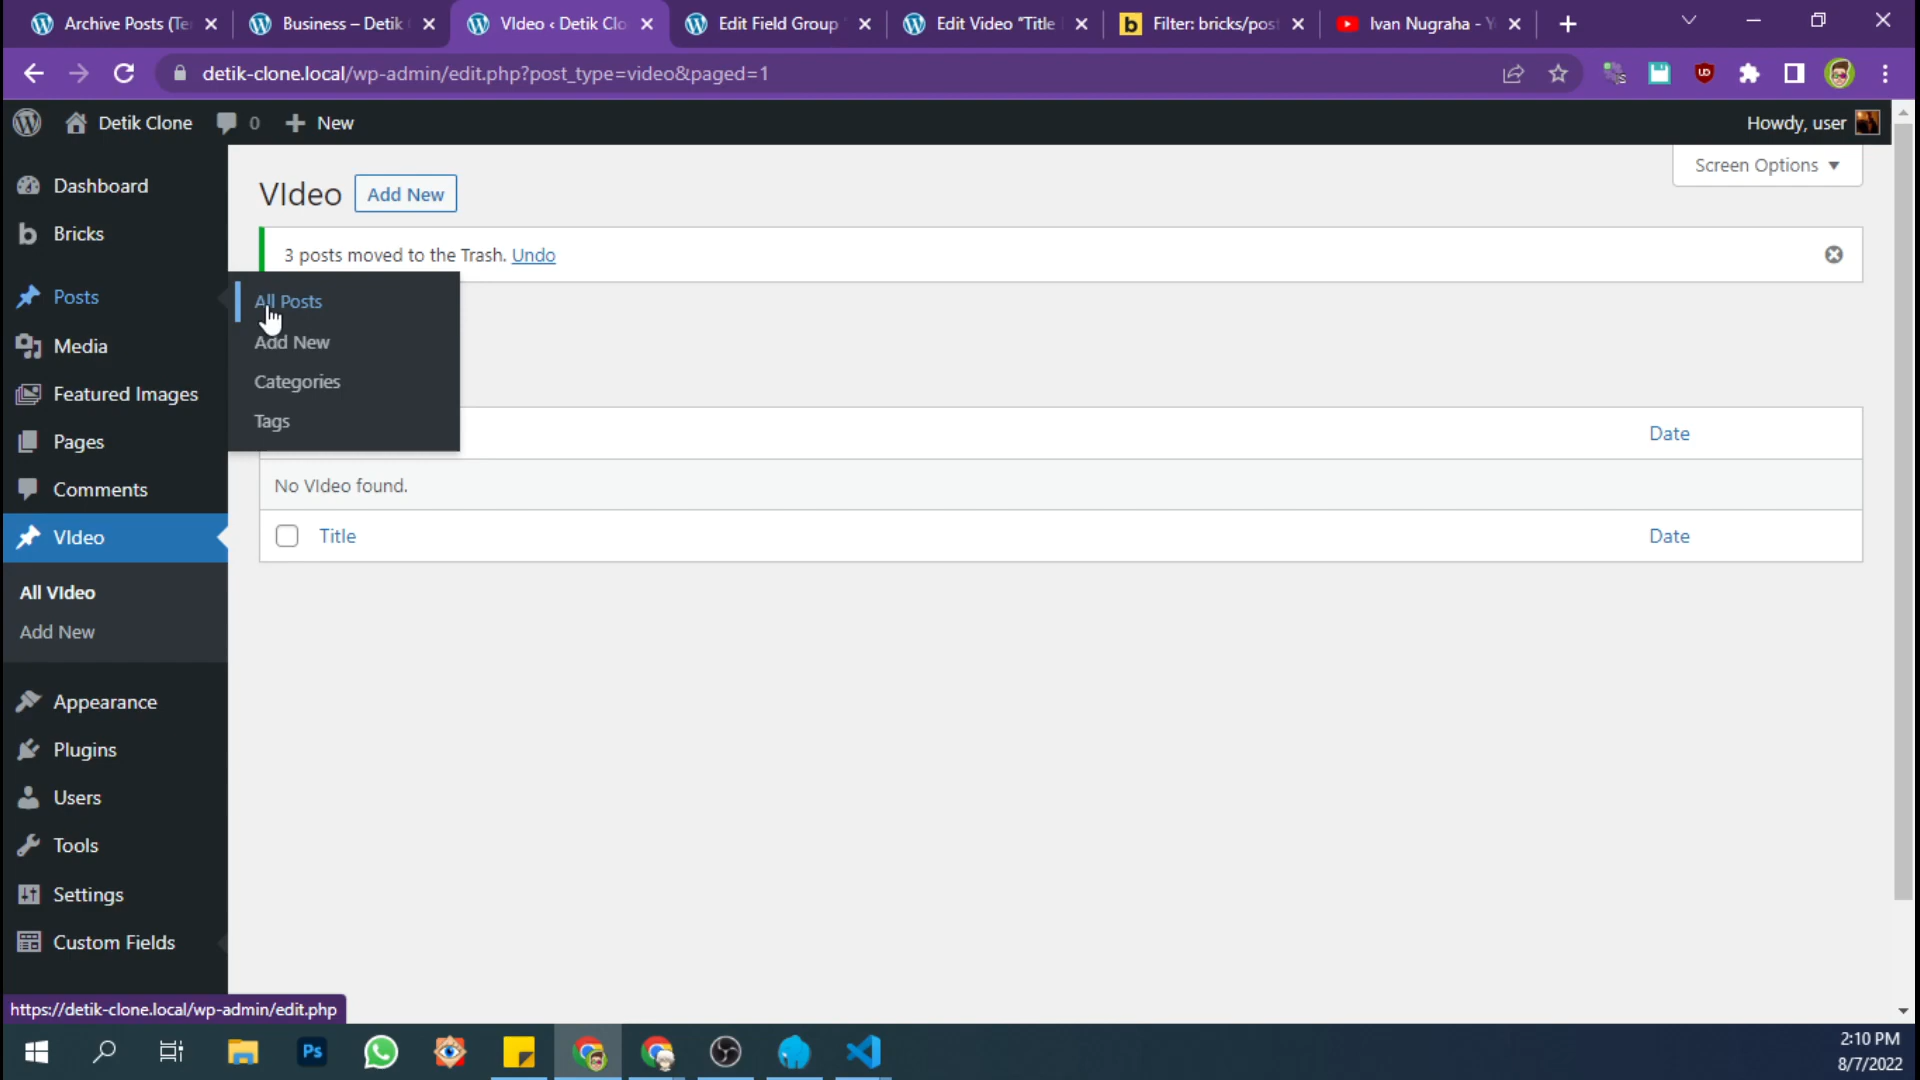 Archive Posts (Te
Business – Detik
VIdeo ‹ Detik Clo
Edit Field Group
Edit Video "Title
Filter: bricks/pos
Ivan Nugraha - Y
detik-clone.local/wp-admin/edit.php?post_type=video&paged=1
Detik Clone
0
New
Howdy, user
Screen Options
Dashboard
Bricks
Posts
Media
Featured Images
Pages
Comments
VIdeo
All VIdeo
Add New
Appearance
Plugins
Users
Tools
Settings
Custom Fields
VIdeo
Add New
3 posts moved to the Trash. Undo
All Posts
Add New
Categories
Tags
Date
No VIdeo found.
Title
Date
https://detik-clone.local/wp-admin/edit.php
Ps
2:10 PM
8/7/2022